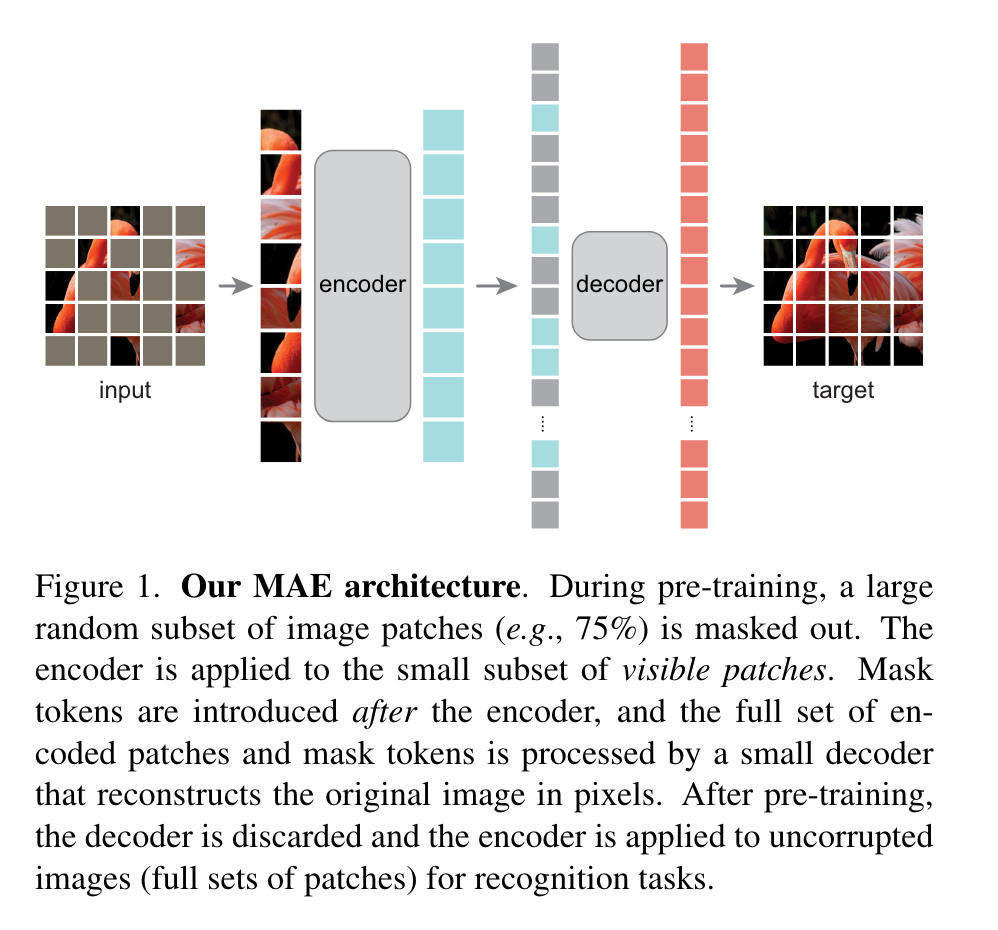 input
encoder
decoder
target
Figure 1. Our MAE architecture. During pre-training, a large
random subset of image patches (e.g., 75%) is masked out. The
encoder is applied to the small subset of visible patches. Mask
tokens are introduced after the encoder, and the full set of en-
coded patches and mask tokens is processed by a small decoder
that reconstructs the original image in pixels. After pre-training,
the decoder is discarded and the encoder is applied to uncorrupted
images (full sets of patches) for recognition tasks.